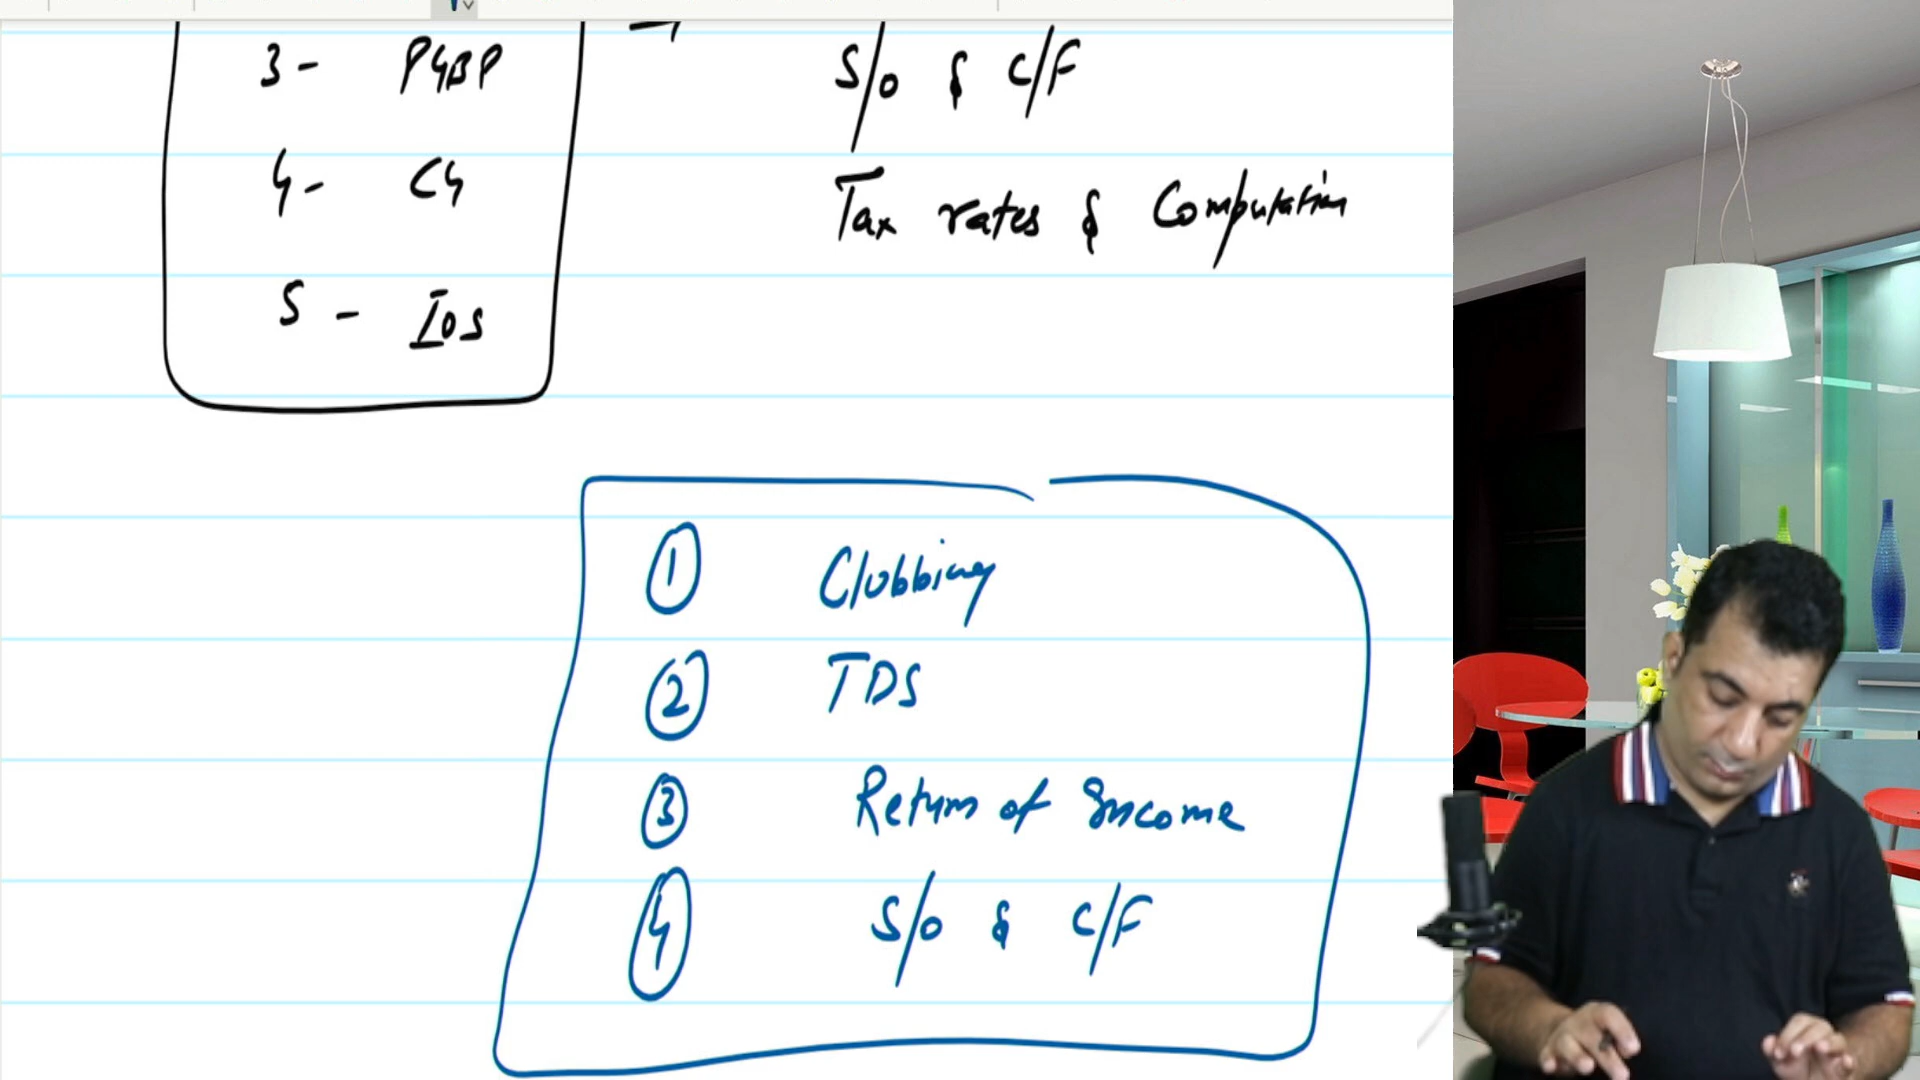 3 - PGBP
4 - CG
5 - IOS
S/O & C/F
Tax rates & Computation
① Clubbing
② TDS
③ Return of Income
④ S/O & C/F